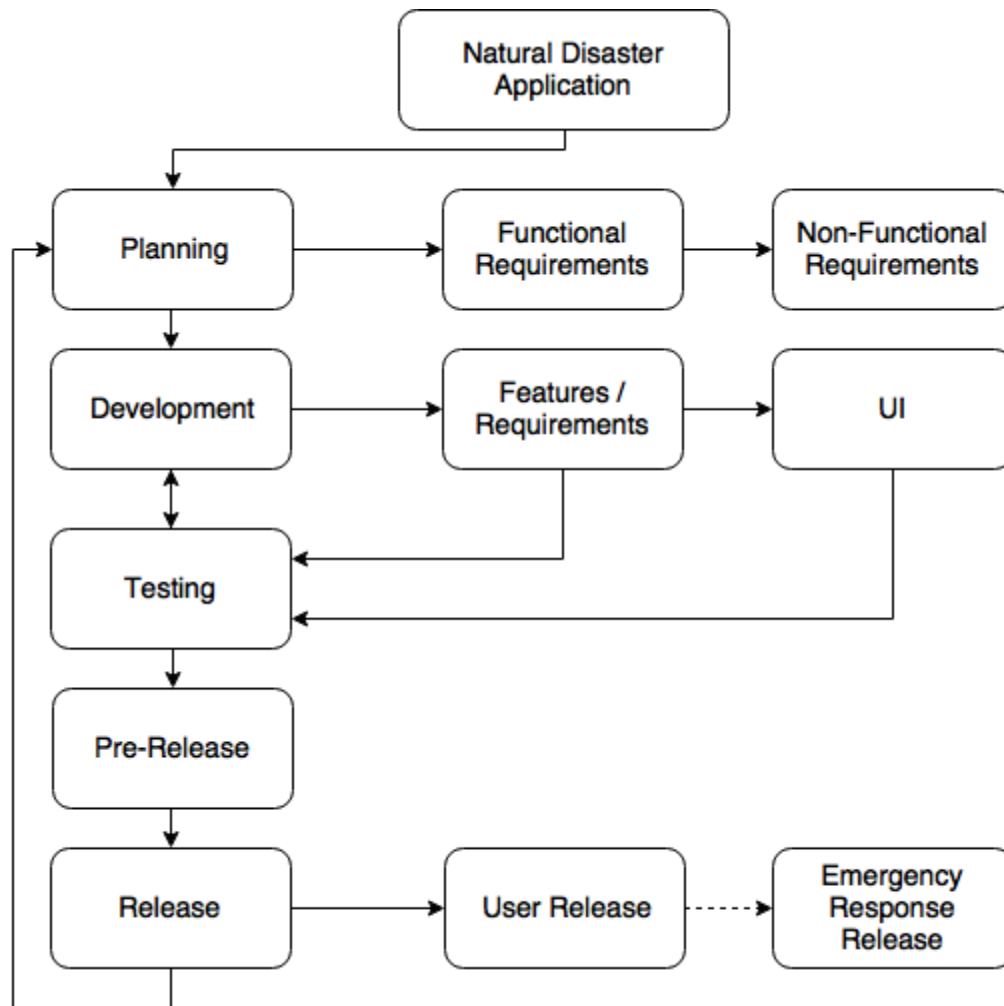 Natural Disaster
Application
Planning
Functional
Requirements
Non-Functional
Requirements
Development
Features /
Requirements
UI
Testing
Pre-Release
Release
User Release
Emergency
Response
Release